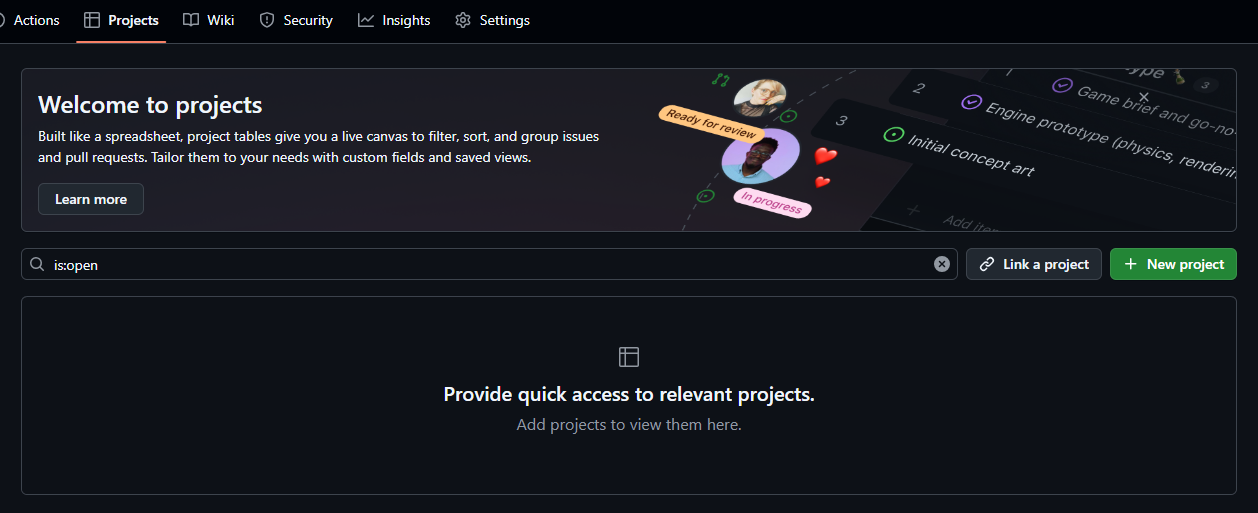 Actions Projects Wiki Security Insights Settings
Welcome to projects
Built like a spreadsheet, project tables give you a live canvas to filter, sort, and group issues
and pull requests. Tailor them to your needs with custom fields and saved views.
Learn more
Ready for review
In progress
3
2
1
3
Game brief and go-no-
Engine prototype (physics, renderin
Initial concept art
Add item
is:open
Link a project
New project
Provide quick access to relevant projects.
Add projects to view them here.